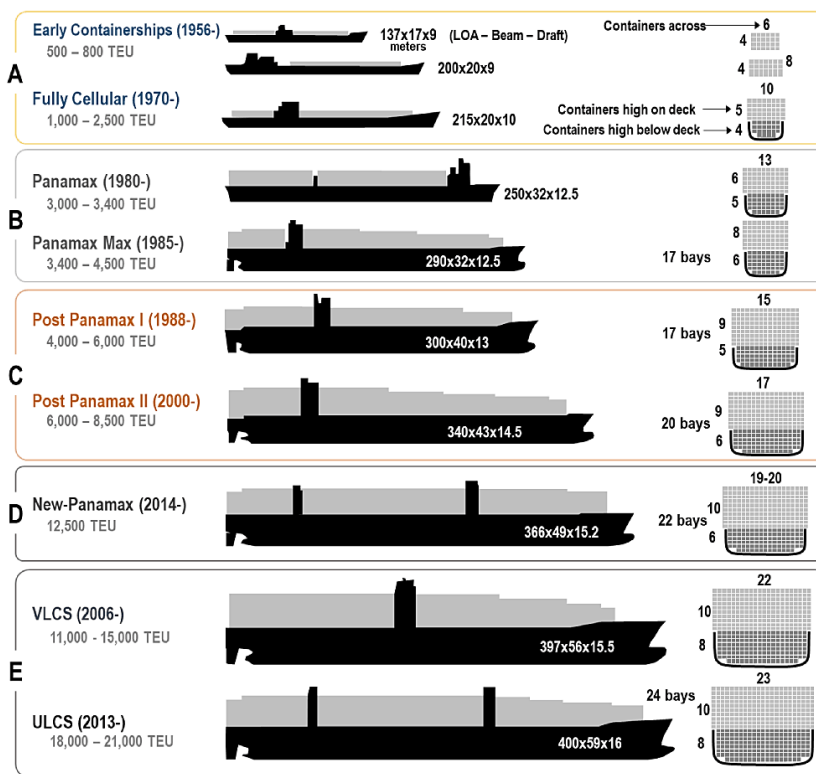 A
Early Containerships (1956-)
500 – 800 TEU
137x17x9
meters
(LOA – Beam – Draft)
Containers across
6
4
200x20x9
4
8
Fully Cellular (1970-)
1,000 – 2,500 TEU
215x20x10
10
Containers high on deck
5
Containers high below deck
4
B
Panamax (1980-)
3,000 – 3,400 TEU
250x32x12.5
13
6
5
Panamax Max (1985-)
3,400 – 4,500 TEU
290x32x12.5
17 bays
8
6
C
Post Panamax I (1988-)
4,000 – 6,000 TEU
300x40x13
17 bays
15
9
5
Post Panamax II (2000-)
6,000 – 8,500 TEU
340x43x14.5
20 bays
17
9
6
D
New-Panamax (2014-)
12,500 TEU
366x49x15.2
22 bays
19-20
10
6
E
VLCS (2006-)
11,000 - 15,000 TEU
397x56x15.5
22
10
8
ULCS (2013-)
18,000 – 21,000 TEU
400x59x16
24 bays
23
10
8